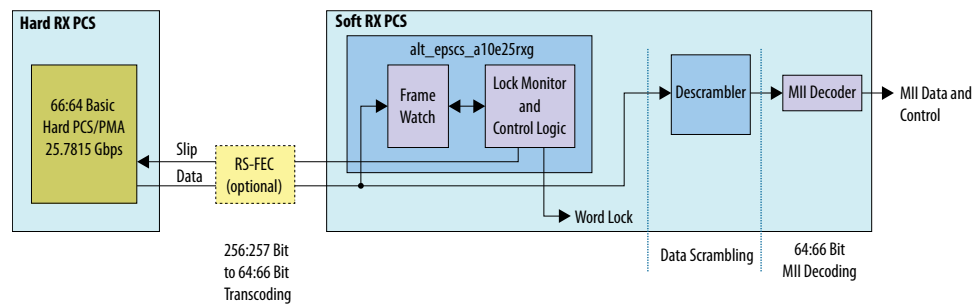 Hard RX PCS
66:64 Basic
Hard PCS/PMA
25.7815 Gbps
Slip
Data
RS-FEC
(optional)
256:257 Bit
to 64:66 Bit
Transcoding
Soft RX PCS
alt_epscs_a10e25rxg
Frame
Watch
Lock Monitor
and
Control Logic
Word Lock
Descrambler
Data Scrambling
MII Decoder
64:66 Bit
MII Decoding
MII Data and
Control